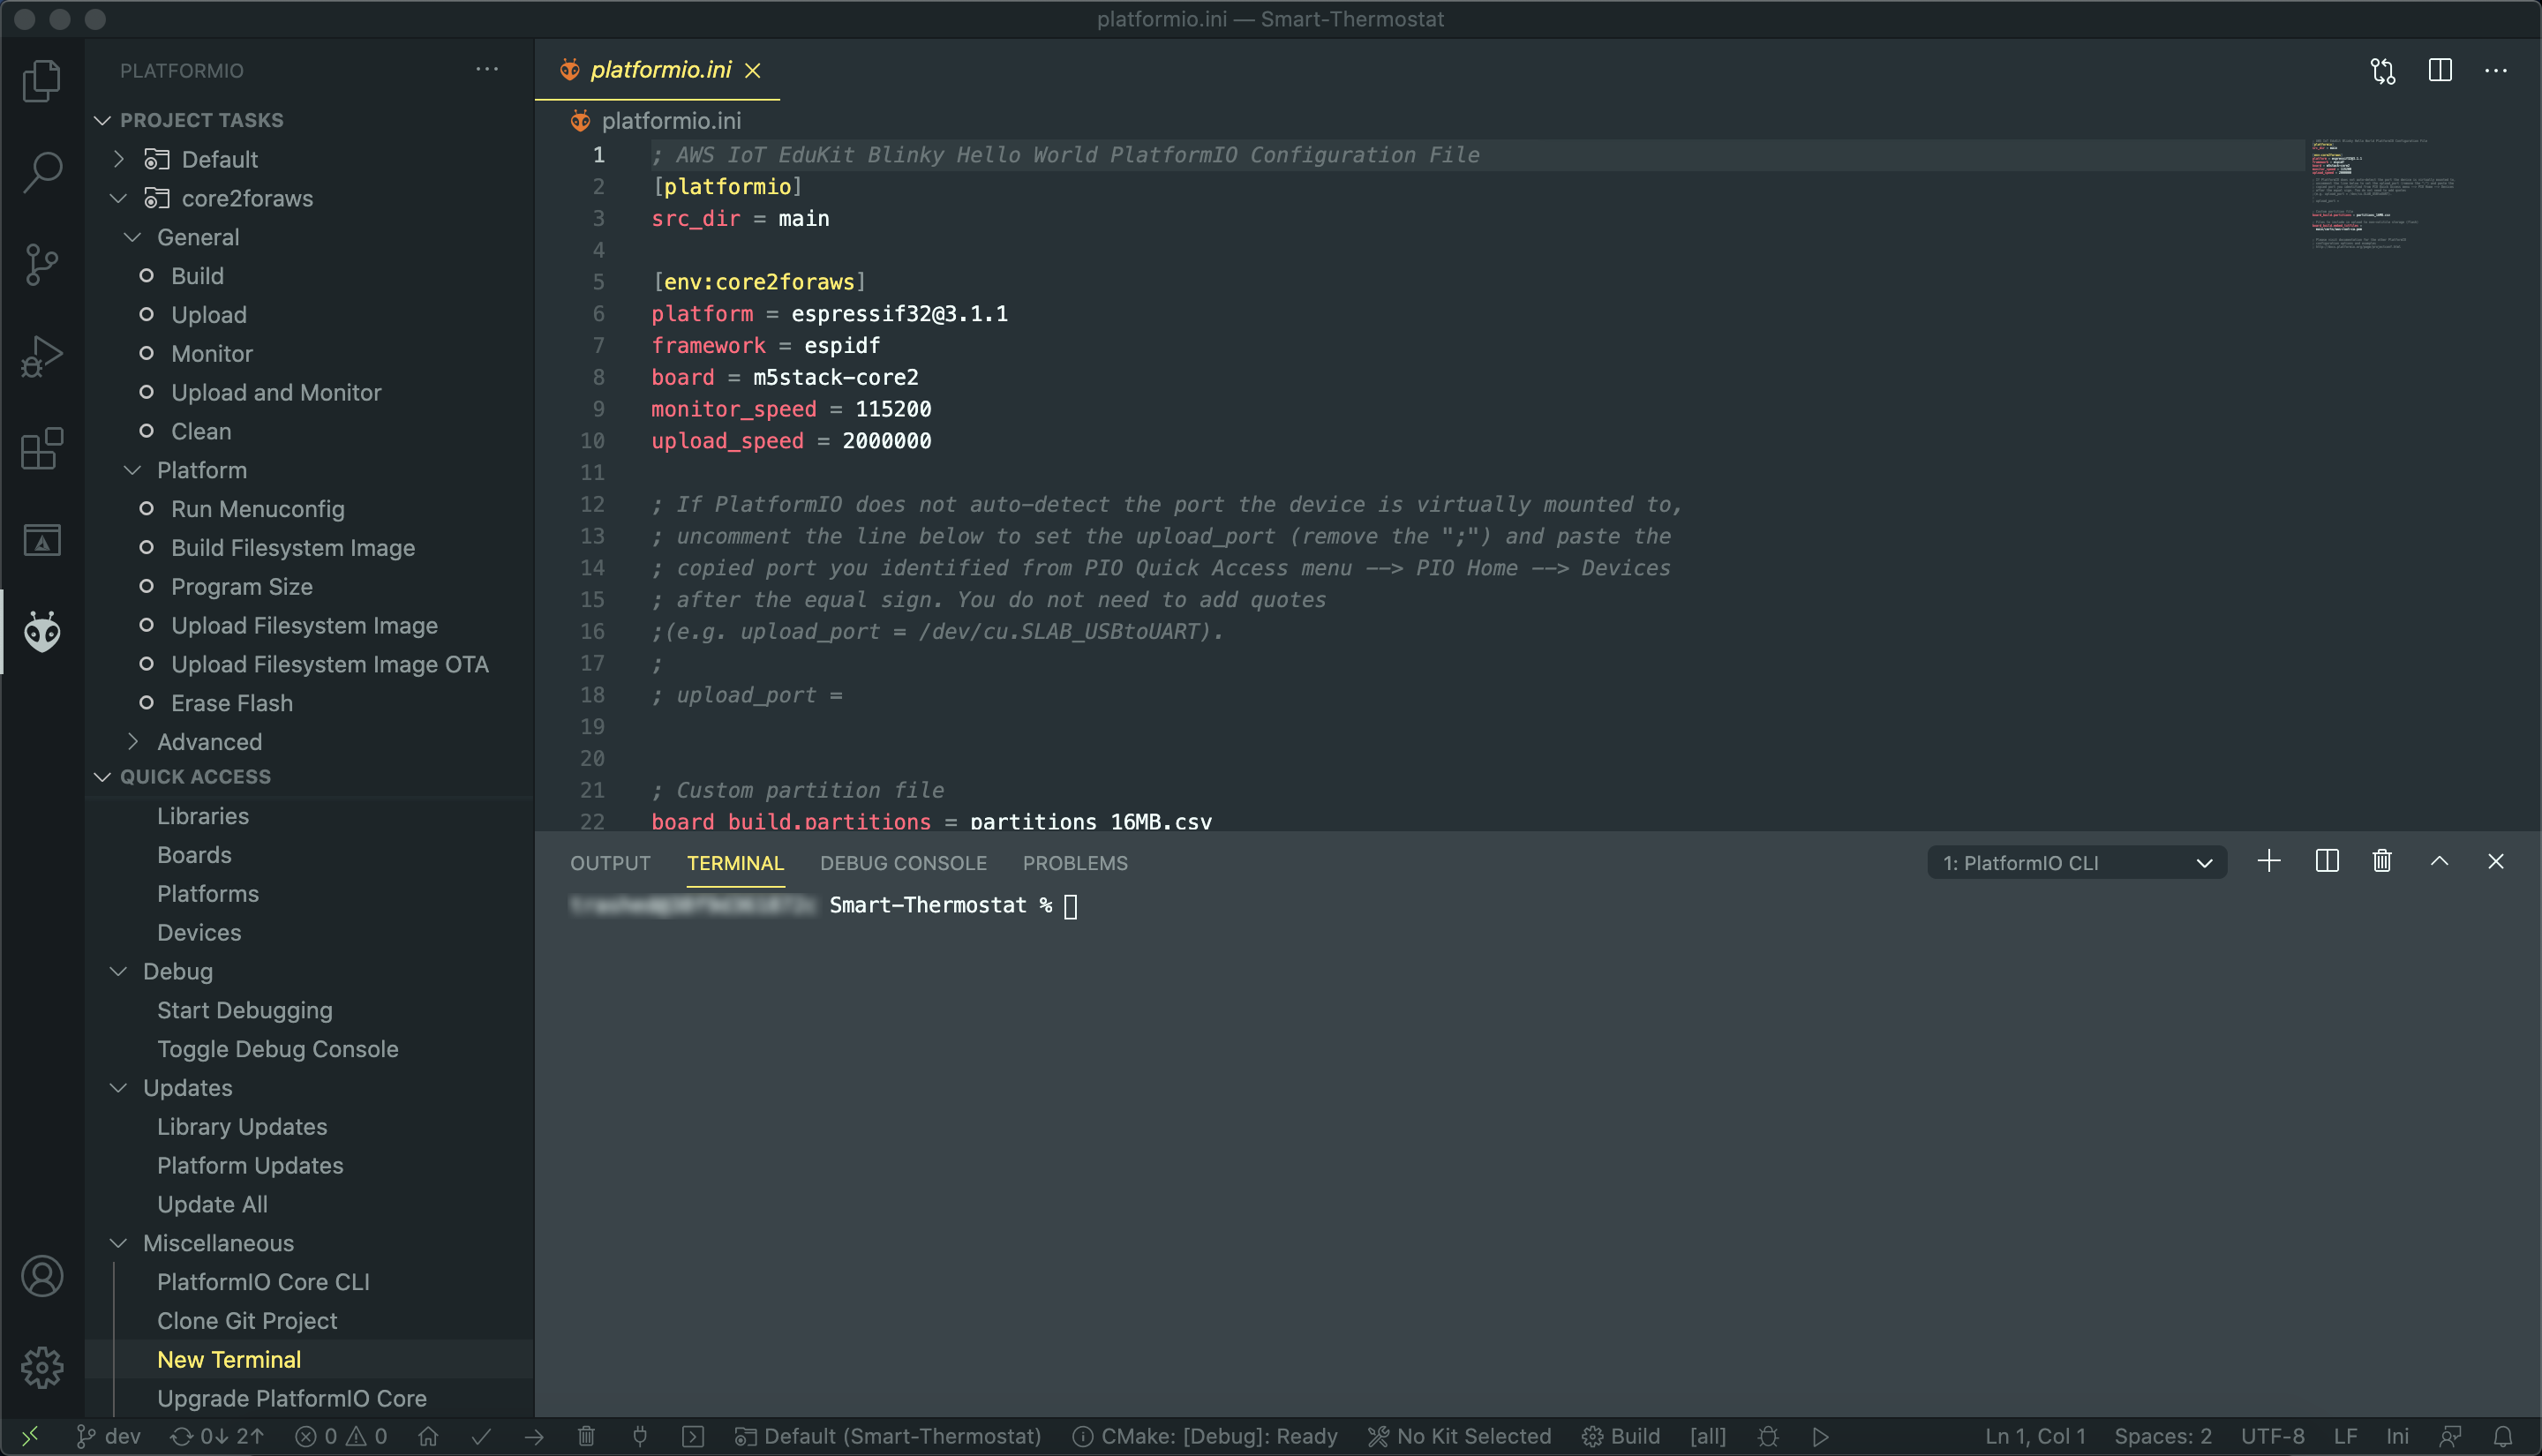 platformio.ini — Smart-Thermostat
PLATFORMIO
PROJECT TASKS
Default
core2foraws
General
Build
Upload
Monitor
Upload and Monitor
Clean
Platform
Run Menuconfig
Build Filesystem Image
Program Size
Upload Filesystem Image
Upload Filesystem Image OTA
Erase Flash
Advanced
QUICK ACCESS
Libraries
Boards
Platforms
Devices
Debug
Start Debugging
Toggle Debug Console
Updates
Library Updates
Platform Updates
Update All
Miscellaneous
PlatformIO Core CLI
Clone Git Project
New Terminal
Upgrade PlatformIO Core
platformio.ini
platformio.ini
1 ; AWS IoT EduKit Blinky Hello World PlatformIO Configuration File
2 [platformio]
3 src_dir = main
4
5 [env:core2foraws]
6 platform = espressif32@3.1.1
7 framework = espidf
8 board = m5stack-core2
9 monitor_speed = 115200
10 upload_speed = 2000000
11
12 ; If PlatformIO does not auto-detect the port the device is virtually mounted to,
13 ; uncomment the line below to set the upload_port (remove the ";") and paste the
14 ; copied port you identified from PIO Quick Access menu --> PIO Home --> Devices
15 ; after the equal sign. You do not need to add quotes
16 ;(e.g. upload_port = /dev/cu.SLAB_USBtoUART).
17 ;
18 ; upload_port =
19
20
21 ; Custom partition file
22 board_build.partitions = partitions_16MB.csv
OUTPUT TERMINAL DEBUG CONSOLE PROBLEMS 1: PlatformIO CLI
Smart-Thermostat %
dev 0↓ 2↑ 0 0 Default (Smart-Thermostat) CMake: [Debug]: Ready No Kit Selected Build [all] Ln 1, Col 1 Spaces: 2 UTF-8 LF Ini